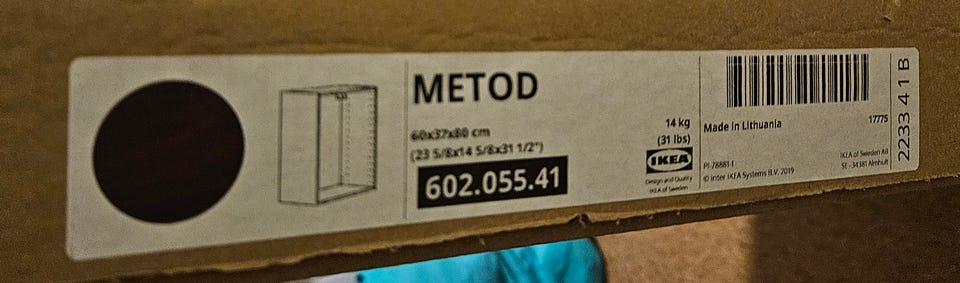 METOD
60x37x80 cm
(23 5/8x14 5/8x31 1/2")
602.055.41
14 kg
(31 lbs)
IKEA
Design and Quality
IKEA of Sweden
Made in Lithuania
17775
PI-78881-1
© Inter IKEA Systems B.V. 2019
IKEA of Sweden AB
SE - 34381 Älmhult
2233 41B